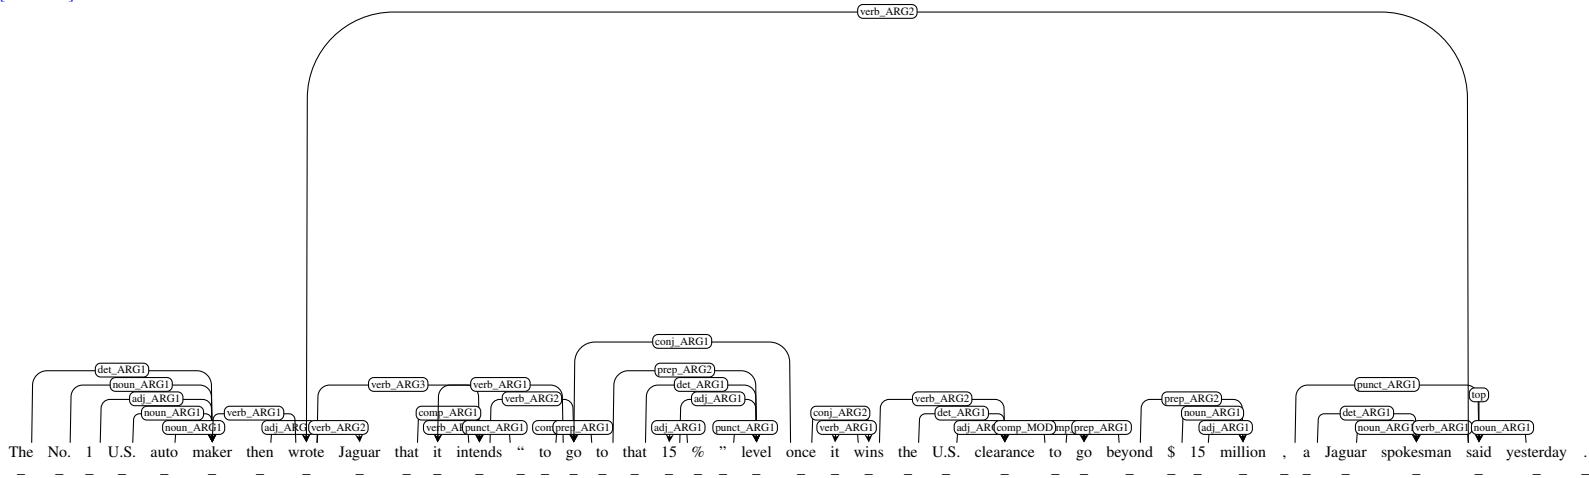 verb_ARG2
conj_ARG1
det_ARG1 prep_ARG2
noun_ARG1 verb_ARG3 verb_ARG1 det_ARG1 punct_ARG1
adj_ARG1 verb_ARG2 adj_ARG1 verb_ARG2 prep_ARG2 top
noun_ARG1 verb_ARG1 comp_ARG1 conj_ARG2 det_ARG1 noun_ARG1 det_ARG1
noun_ARG1 verb_ARG2 punct_ARG1 prep_ARG1 adj_ARG1 punct_ARG1 verb_ARG1 comp_MOD prep_ARG1 adj_ARG1 verb_ARG1 noun_ARG1
The No. 1 U.S. auto maker then wrote Jaguar that it intends “ to go to that 15 % ” level once it wins the U.S. clearance to go beyond $ 15 million , a Jaguar spokesman said yesterday .
_ _ _ _ _ _ _ _ _ _ _ _ _ _ _ _ _ _ _ _ _ _ _ _ _ _ _ _ _ _ _ _ _ _ _ _ _ _ _ _